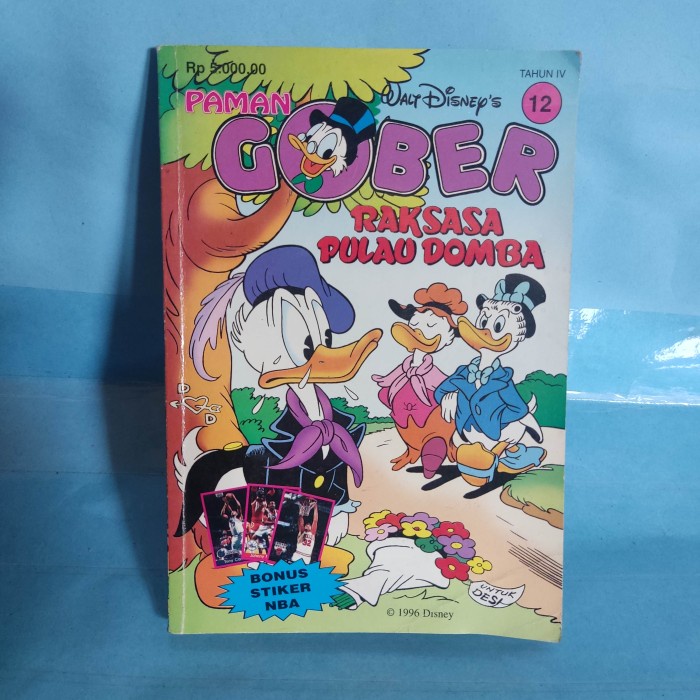 Rp 5.000,00
TAHUN IV
PAMAN
WALT DISNEY'S
12
GOBER
RAKSASA
PULAU DOMBA
D
D
BONUS
STIKER
NBA
UNTUK
DESI
© 1996 Disney